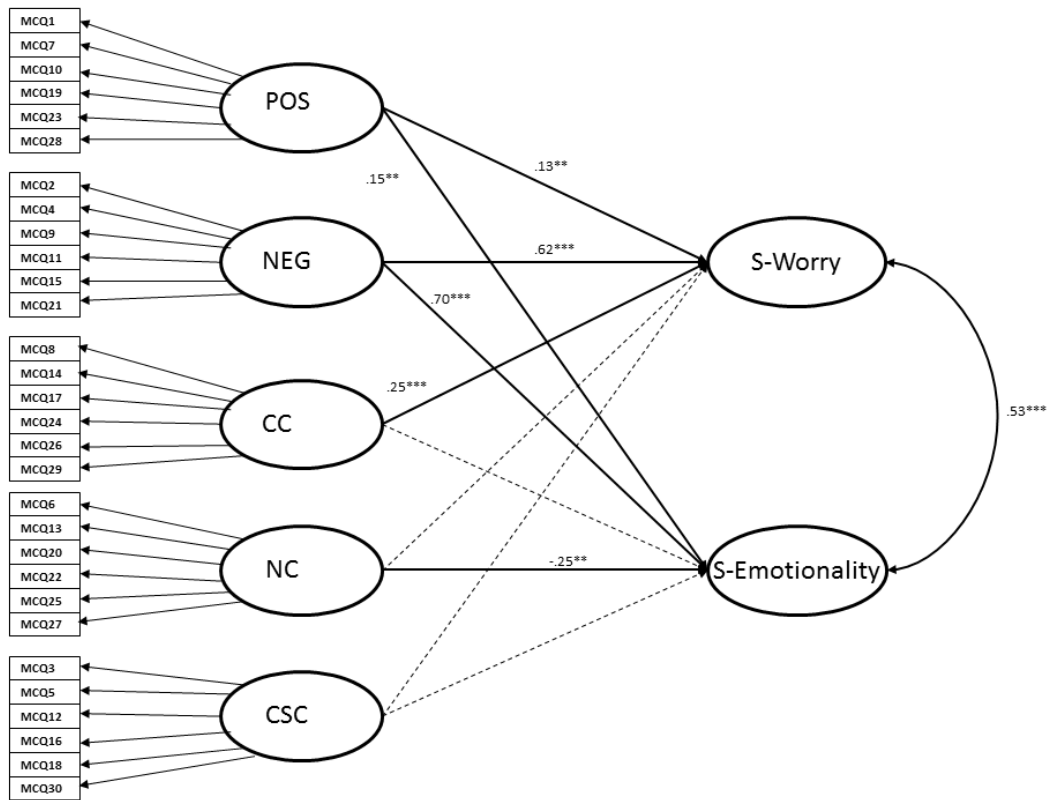 MCQ1
MCQ7
MCQ10
MCQ19
MCQ23
MCQ28
POS
.13**
.15**
MCQ2
MCQ4
MCQ9
MCQ11
MCQ15
MCQ21
NEG
.62***
.70***
S-Worry
MCQ8
MCQ14
MCQ17
MCQ24
MCQ26
MCQ29
CC
.25***
.53***
MCQ6
MCQ13
MCQ20
MCQ22
MCQ25
MCQ27
NC
-.25**
S-Emotionality
MCQ3
MCQ5
MCQ12
MCQ16
MCQ18
MCQ30
CSC